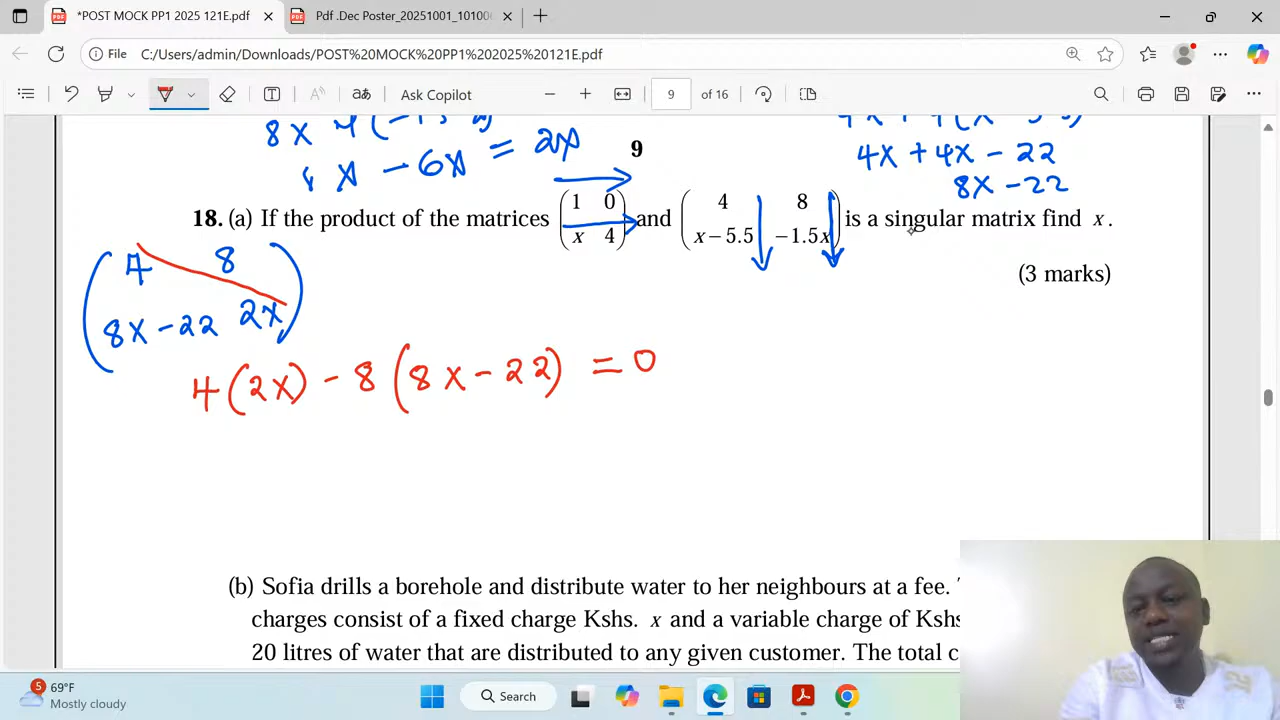 *POST MOCK PP1 2025 121E.pdf
Pdf .Dec Poster_20251001_10100
File
C:/Users/admin/Downloads/POST%20MOCK%20PP1%202025%20121E.pdf
Ask Copilot
9 of 16
4x + 4x - 22
8x - 22
- 6x = 2x
9
18. (a) If the product of the matrices (1 0 x 4) and (4 8 x – 5.5 –1.5x) is a singular matrix find x.
(3 marks)
4 8
8x - 22 2x
4(2x) - 8(8x - 22) = 0
(b) Sofia drills a borehole and distribute water to her neighbours at a fee.
charges consist of a fixed charge Kshs. x and a variable charge of Kshs
20 litres of water that are distributed to any given customer. The total
5
69°F
Mostly cloudy
Search